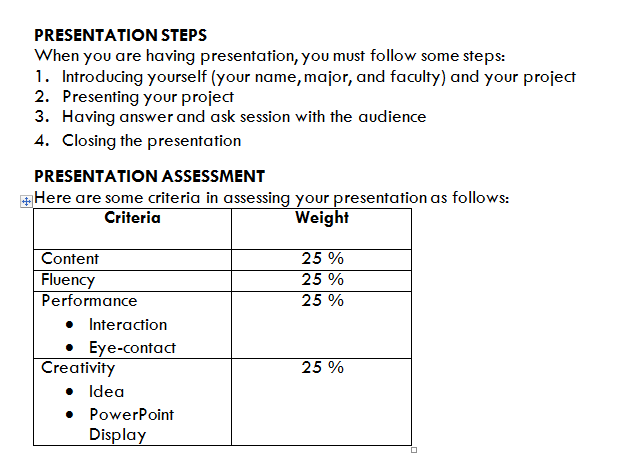 PRESENTATION STEPS
When you are having presentation, you must follow some steps:
1. Introducing yourself (your name, major, and faculty) and your project
2. Presenting your project
3. Having answer and ask session with the audience
4. Closing the presentation
PRESENTATION ASSESSMENT
Here are some criteria in assessing your presentation as follows:
Criteria Weight
Content 25 %
Fluency 25 %
Performance 25 %
• Interaction
• Eye-contact
Creativity 25 %
• Idea
• PowerPoint
Display